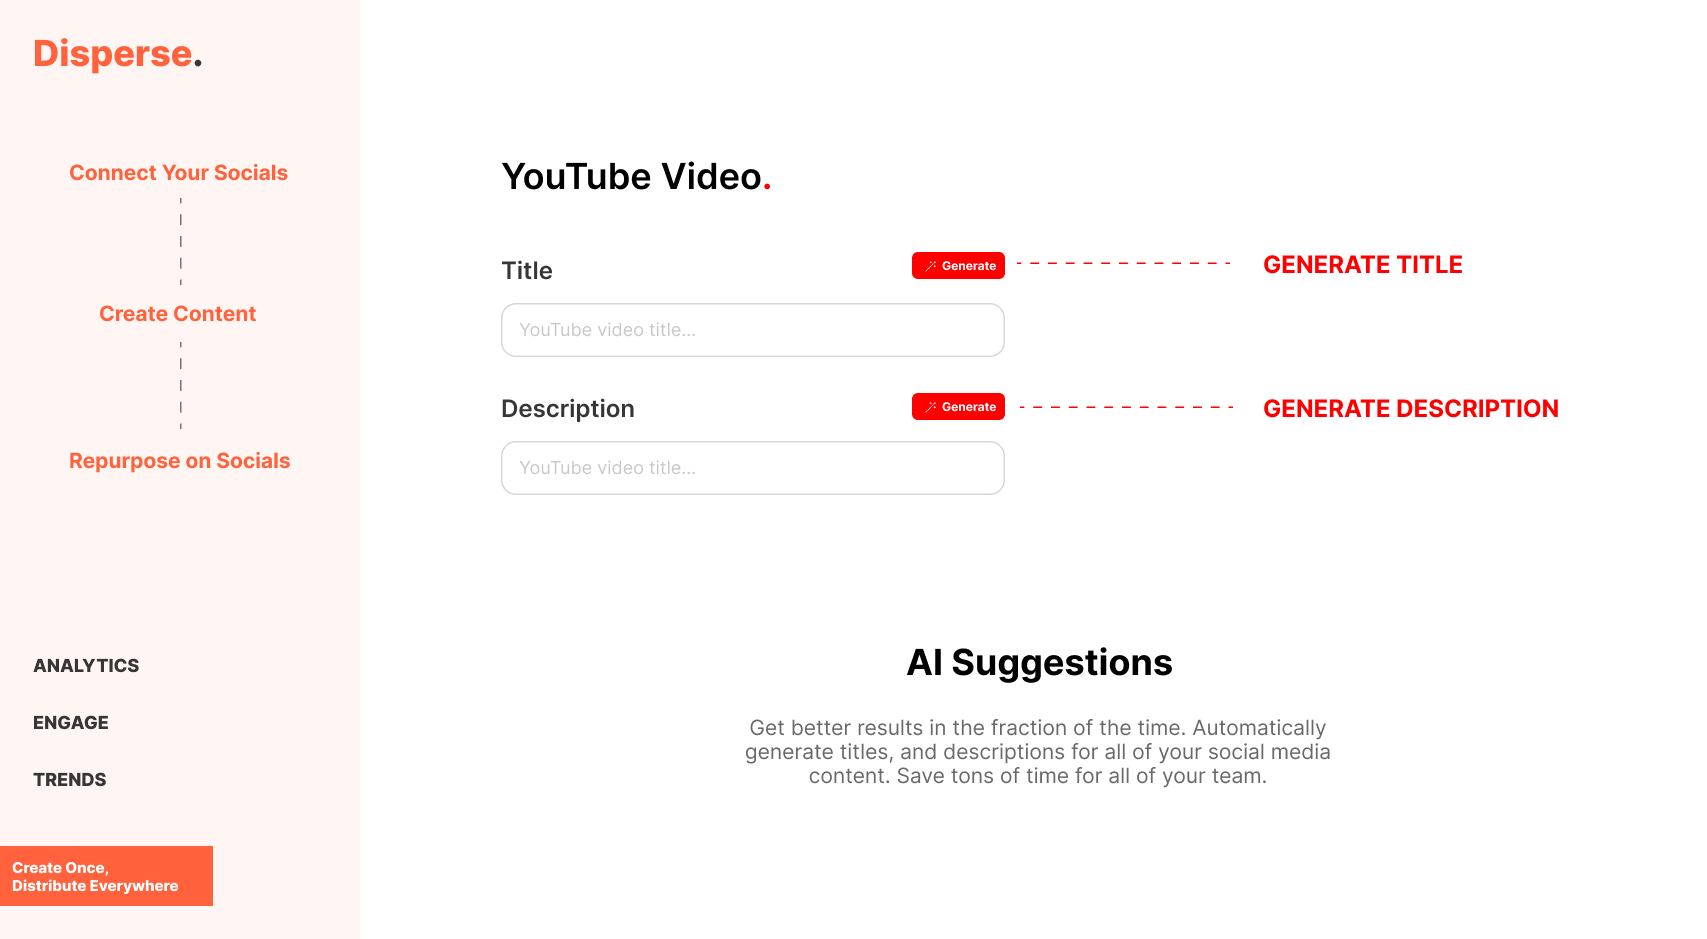 Disperse.
Connect Your Socials
Create Content
Repurpose on Socials
ANALYTICS
ENGAGE
TRENDS
Create Once,
Distribute Everywhere
YouTube Video.
Title
Generate
GENERATE TITLE
YouTube video title...
Description
Generate
GENERATE DESCRIPTION
YouTube video title...
AI Suggestions
Get better results in the fraction of the time. Automatically
generate titles, and descriptions for all of your social media
content. Save tons of time for all of your team.